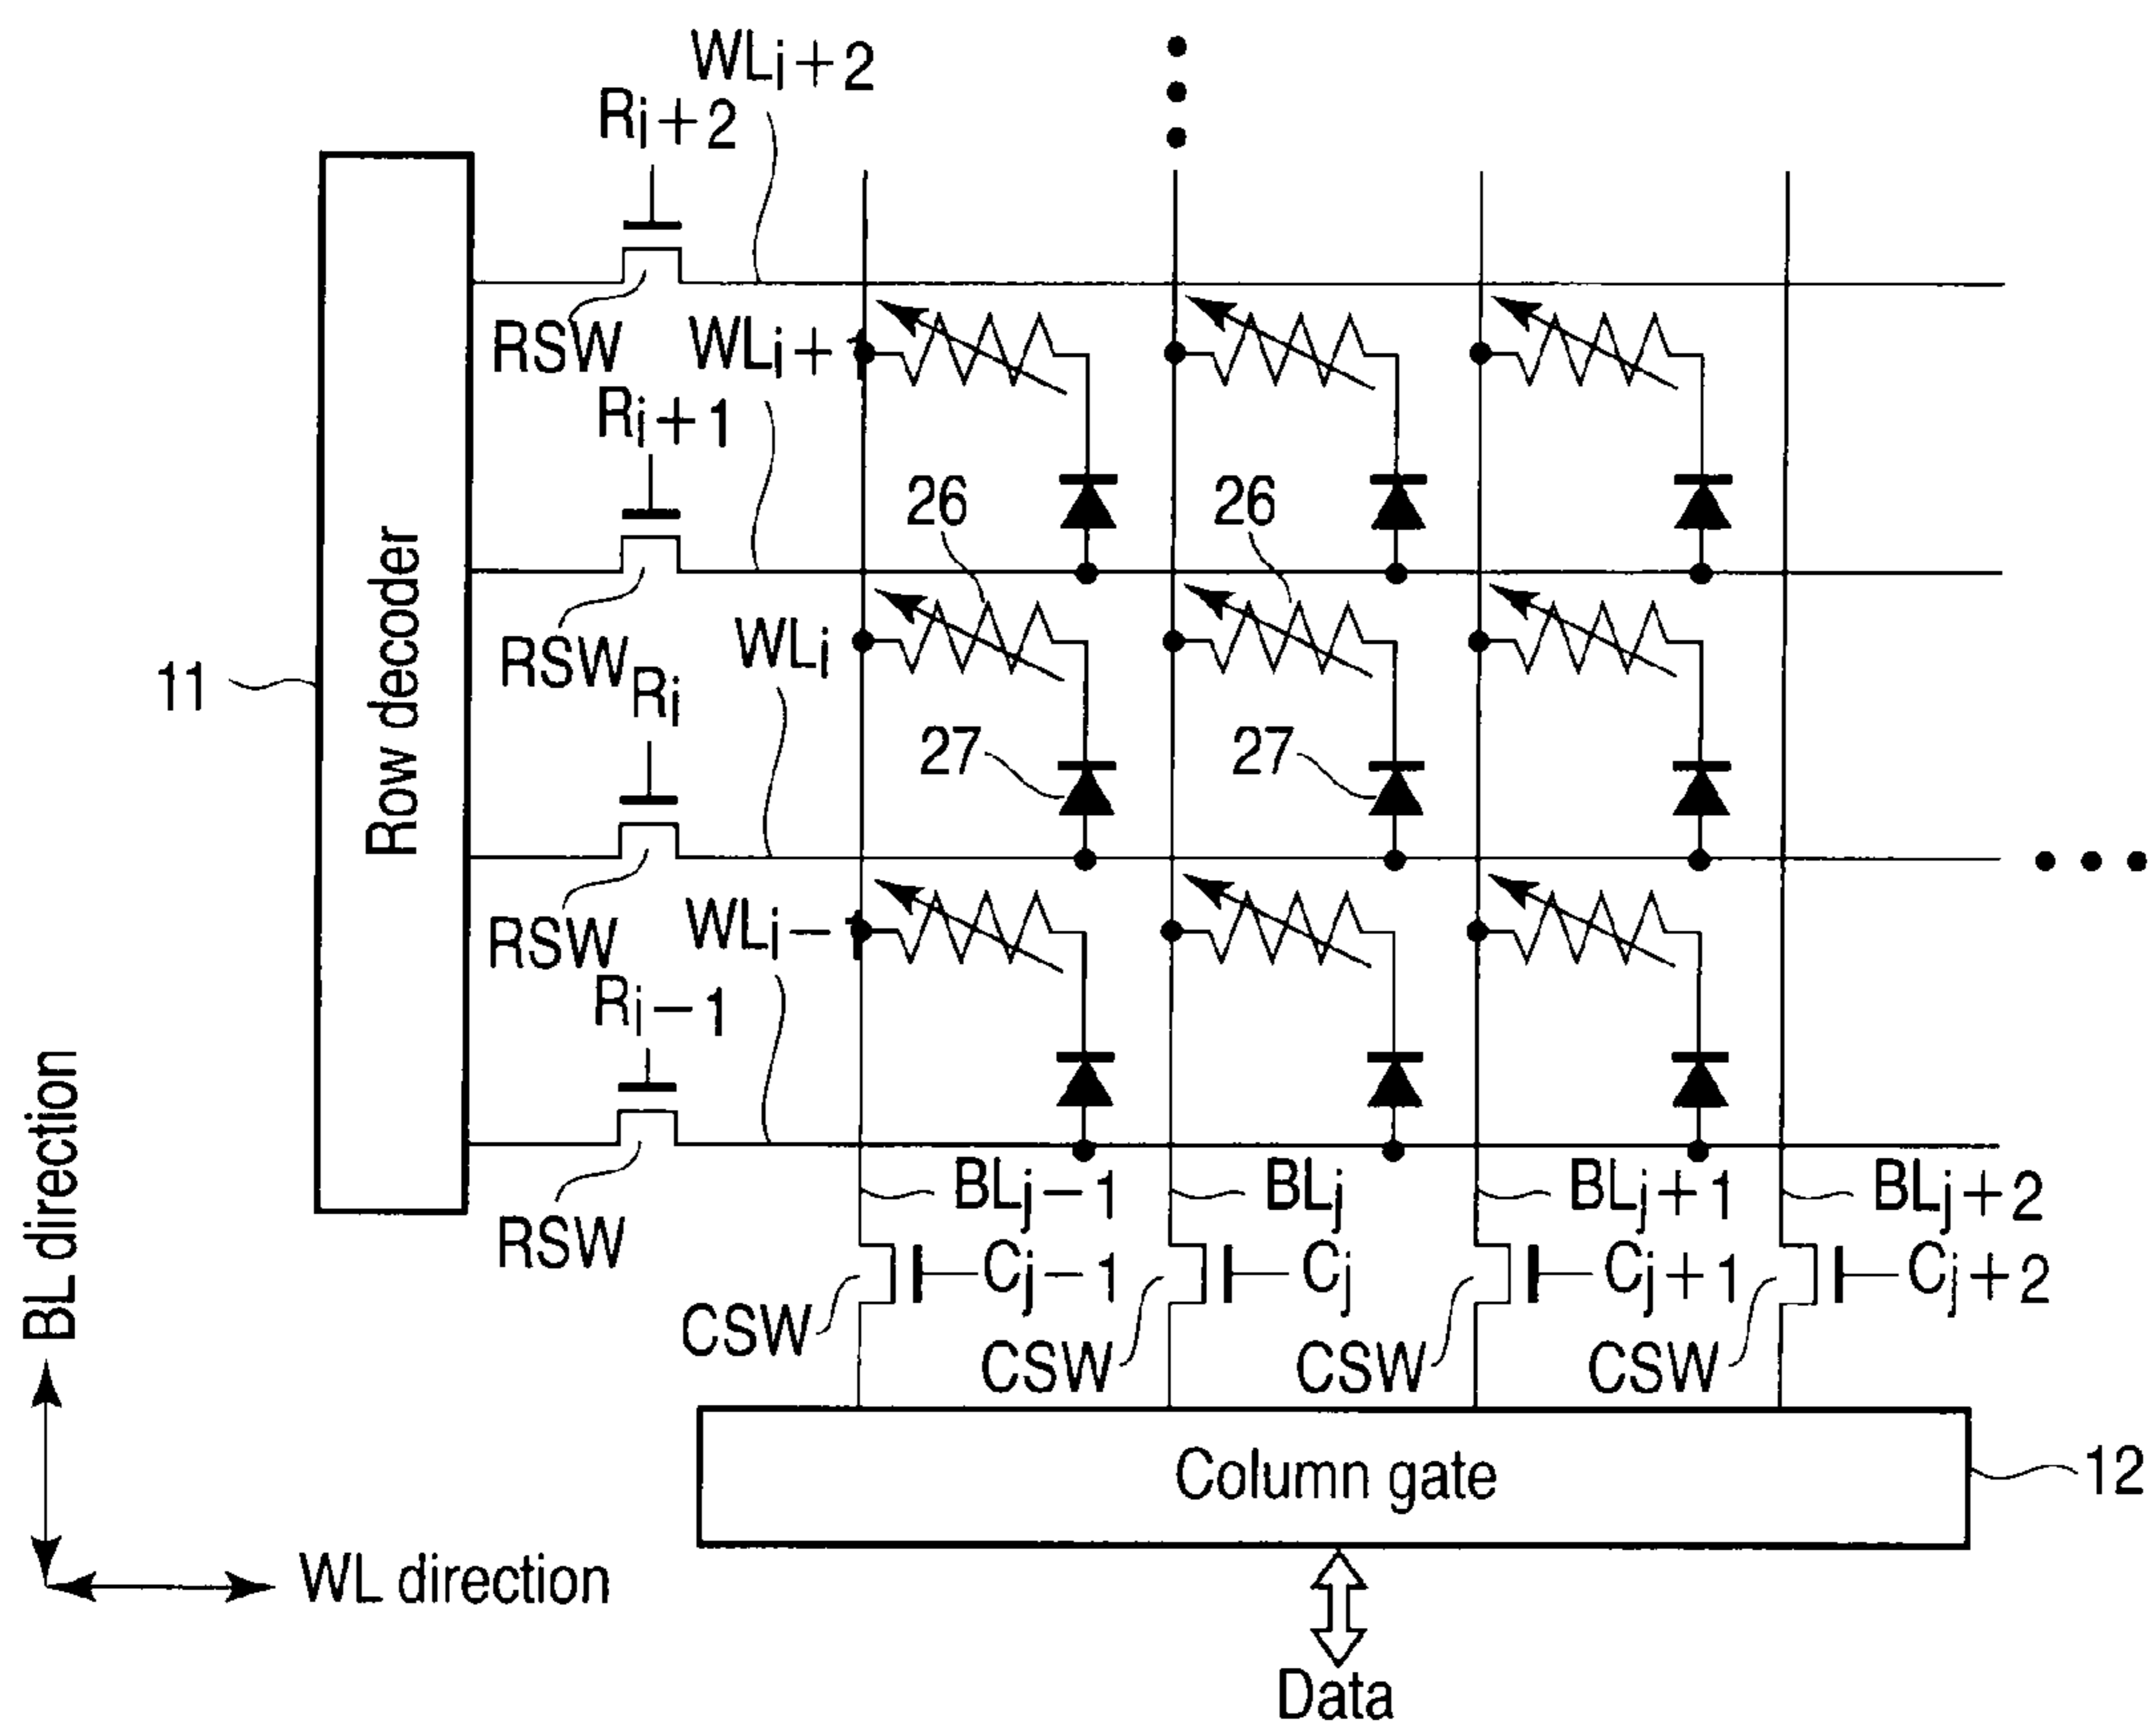 WLi+2
Ri+2
RSW
WLi+1
Ri+1
26
26
RSW
WLi
Ri
11
Row decoder
27
27
RSW
WLi−1
Ri−1
RSW
BLj−1
BLj
BLj+1
BLj+2
Cj−1
Cj
Cj+1
Cj+2
CSW
CSW
CSW
CSW
BL direction
Column gate
12
WL direction
Data